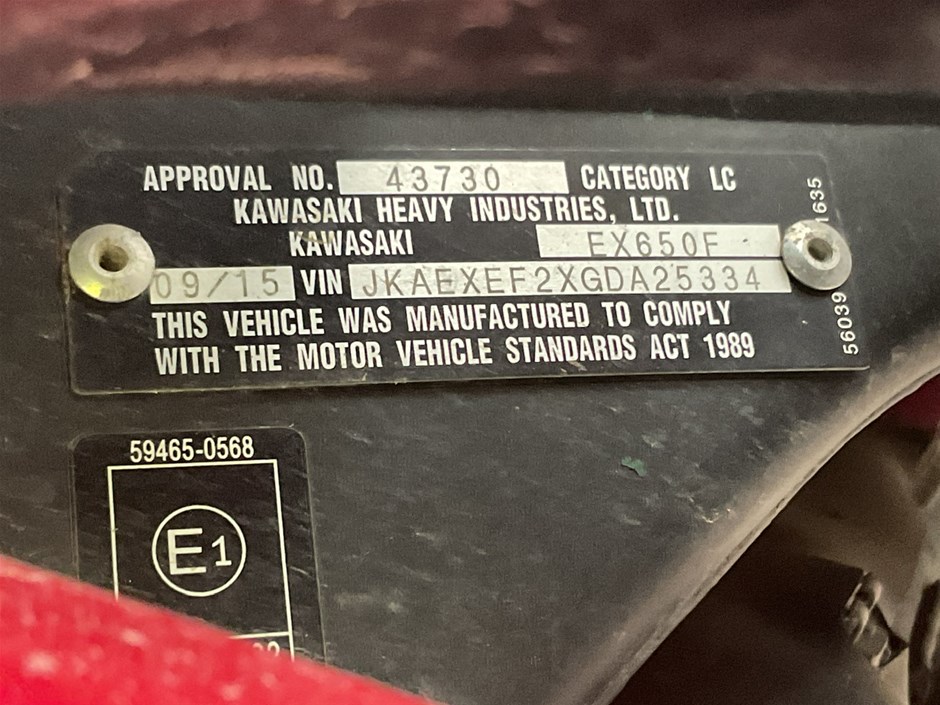 APPROVAL NO. 43730 CATEGORY LC
KAWASAKI HEAVY INDUSTRIES, LTD.
KAWASAKI EX650F
09/15 VIN JKAEXEF2XGDA25334
THIS VEHICLE WAS MANUFACTURED TO COMPLY
WITH THE MOTOR VEHICLE STANDARDS ACT 1989
56039 1635
59465-0568
E1